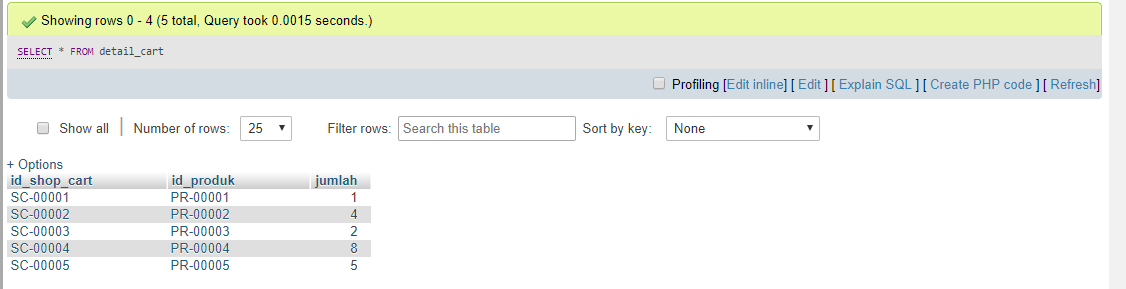 Showing rows 0 - 4 (5 total, Query took 0.0015 seconds.)
SELECT * FROM detail_cart
Profiling [Edit inline] [ Edit ] [ Explain SQL ] [ Create PHP code ] [ Refresh]
Show all | Number of rows: 25 Filter rows: Search this table Sort by key: None
+ Options
id_shop_cart id_produk jumlah
SC-00001 PR-00001 1
SC-00002 PR-00002 4
SC-00003 PR-00003 2
SC-00004 PR-00004 8
SC-00005 PR-00005 5